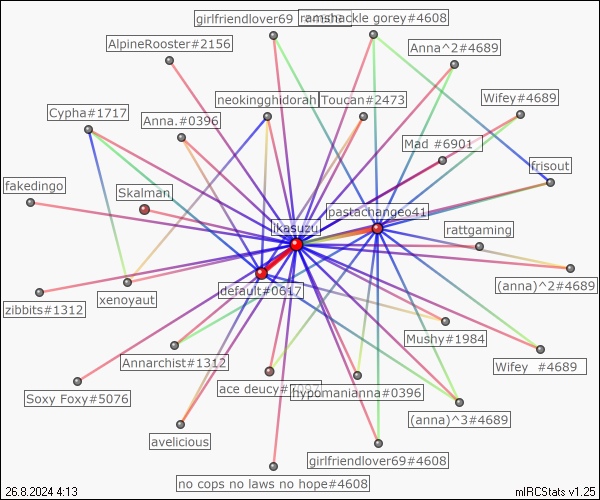 girlfriendlover69
ramshackle gorey#4608
AlpineRooster#2156
Anna^2#4689
neokingghidorah
Toucan#2473
Wifey#4689
Cypha#1717
Anna.#0396
Mad #6901
frisout
fakedingo
Skalman
pastachangeo41
ikasuzu
rattgaming
default#0617
(anna)^2#4689
zibbits#1312
xenoyaut
Mushy#1984
Annarchist#1312
Wifey #4689
ace deucy
hypomanianna#0396
Soxy Foxy#5076
(anna)^3#4689
avelicious
girlfriendlover69#4608
no cops no laws no hope#4608
26.8.2024 4:13
mIRCStats v1.25